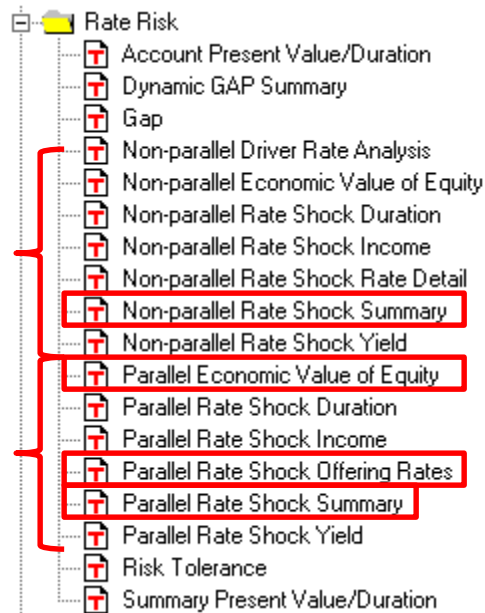 Rate Risk
Account Present Value/Duration
Dynamic GAP Summary
Gap
Non-parallel Driver Rate Analysis
Non-parallel Economic Value of Equity
Non-parallel Rate Shock Duration
Non-parallel Rate Shock Income
Non-parallel Rate Shock Rate Detail
Non-parallel Rate Shock Summary
Non-parallel Rate Shock Yield
Parallel Economic Value of Equity
Parallel Rate Shock Duration
Parallel Rate Shock Income
Parallel Rate Shock Offering Rates
Parallel Rate Shock Summary
Parallel Rate Shock Yield
Risk Tolerance
Summary Present Value/Duration